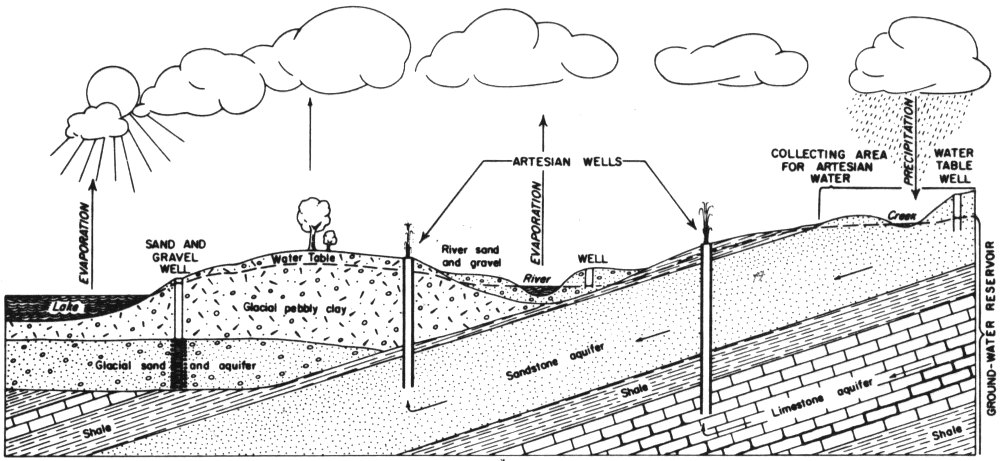 ARTESIAN WELLS
COLLECTING AREA
FOR ARTESIAN
WATER
PRECIPITATION
WATER
TABLE
WELL
EVAPORATION
EVAPORATION
SAND AND
GRAVEL
WELL
Water Table
River sand
and gravel
WELL
River
Creek
Lake
Glacial pebbly clay
Glacial sand and aquifer
Sandstone aquifer
Shale
Limestone aquifer
Shale
Shale
GROUND-WATER RESERVOIR